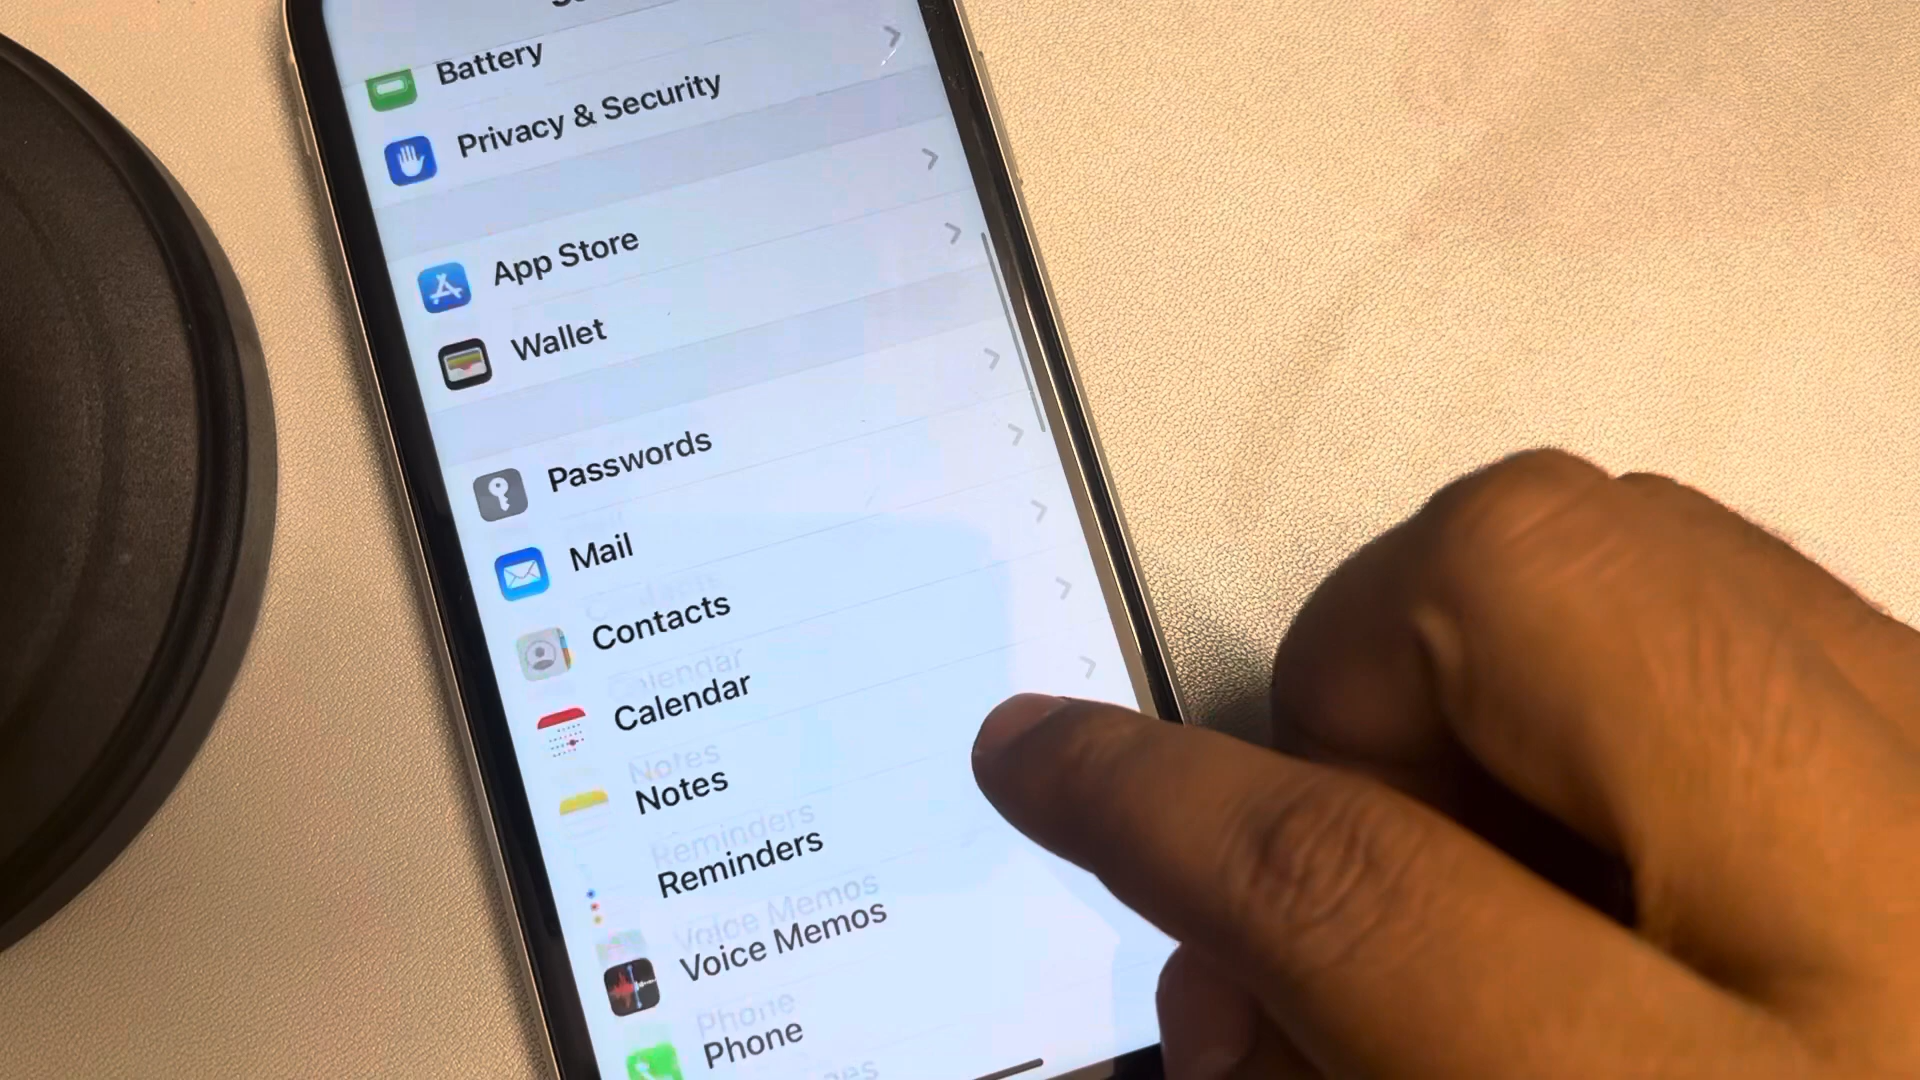 Battery
Privacy & Security
App Store
Wallet
Passwords
Mail
Contacts
Calendar
Notes
Reminders
Voice Memos
Phone